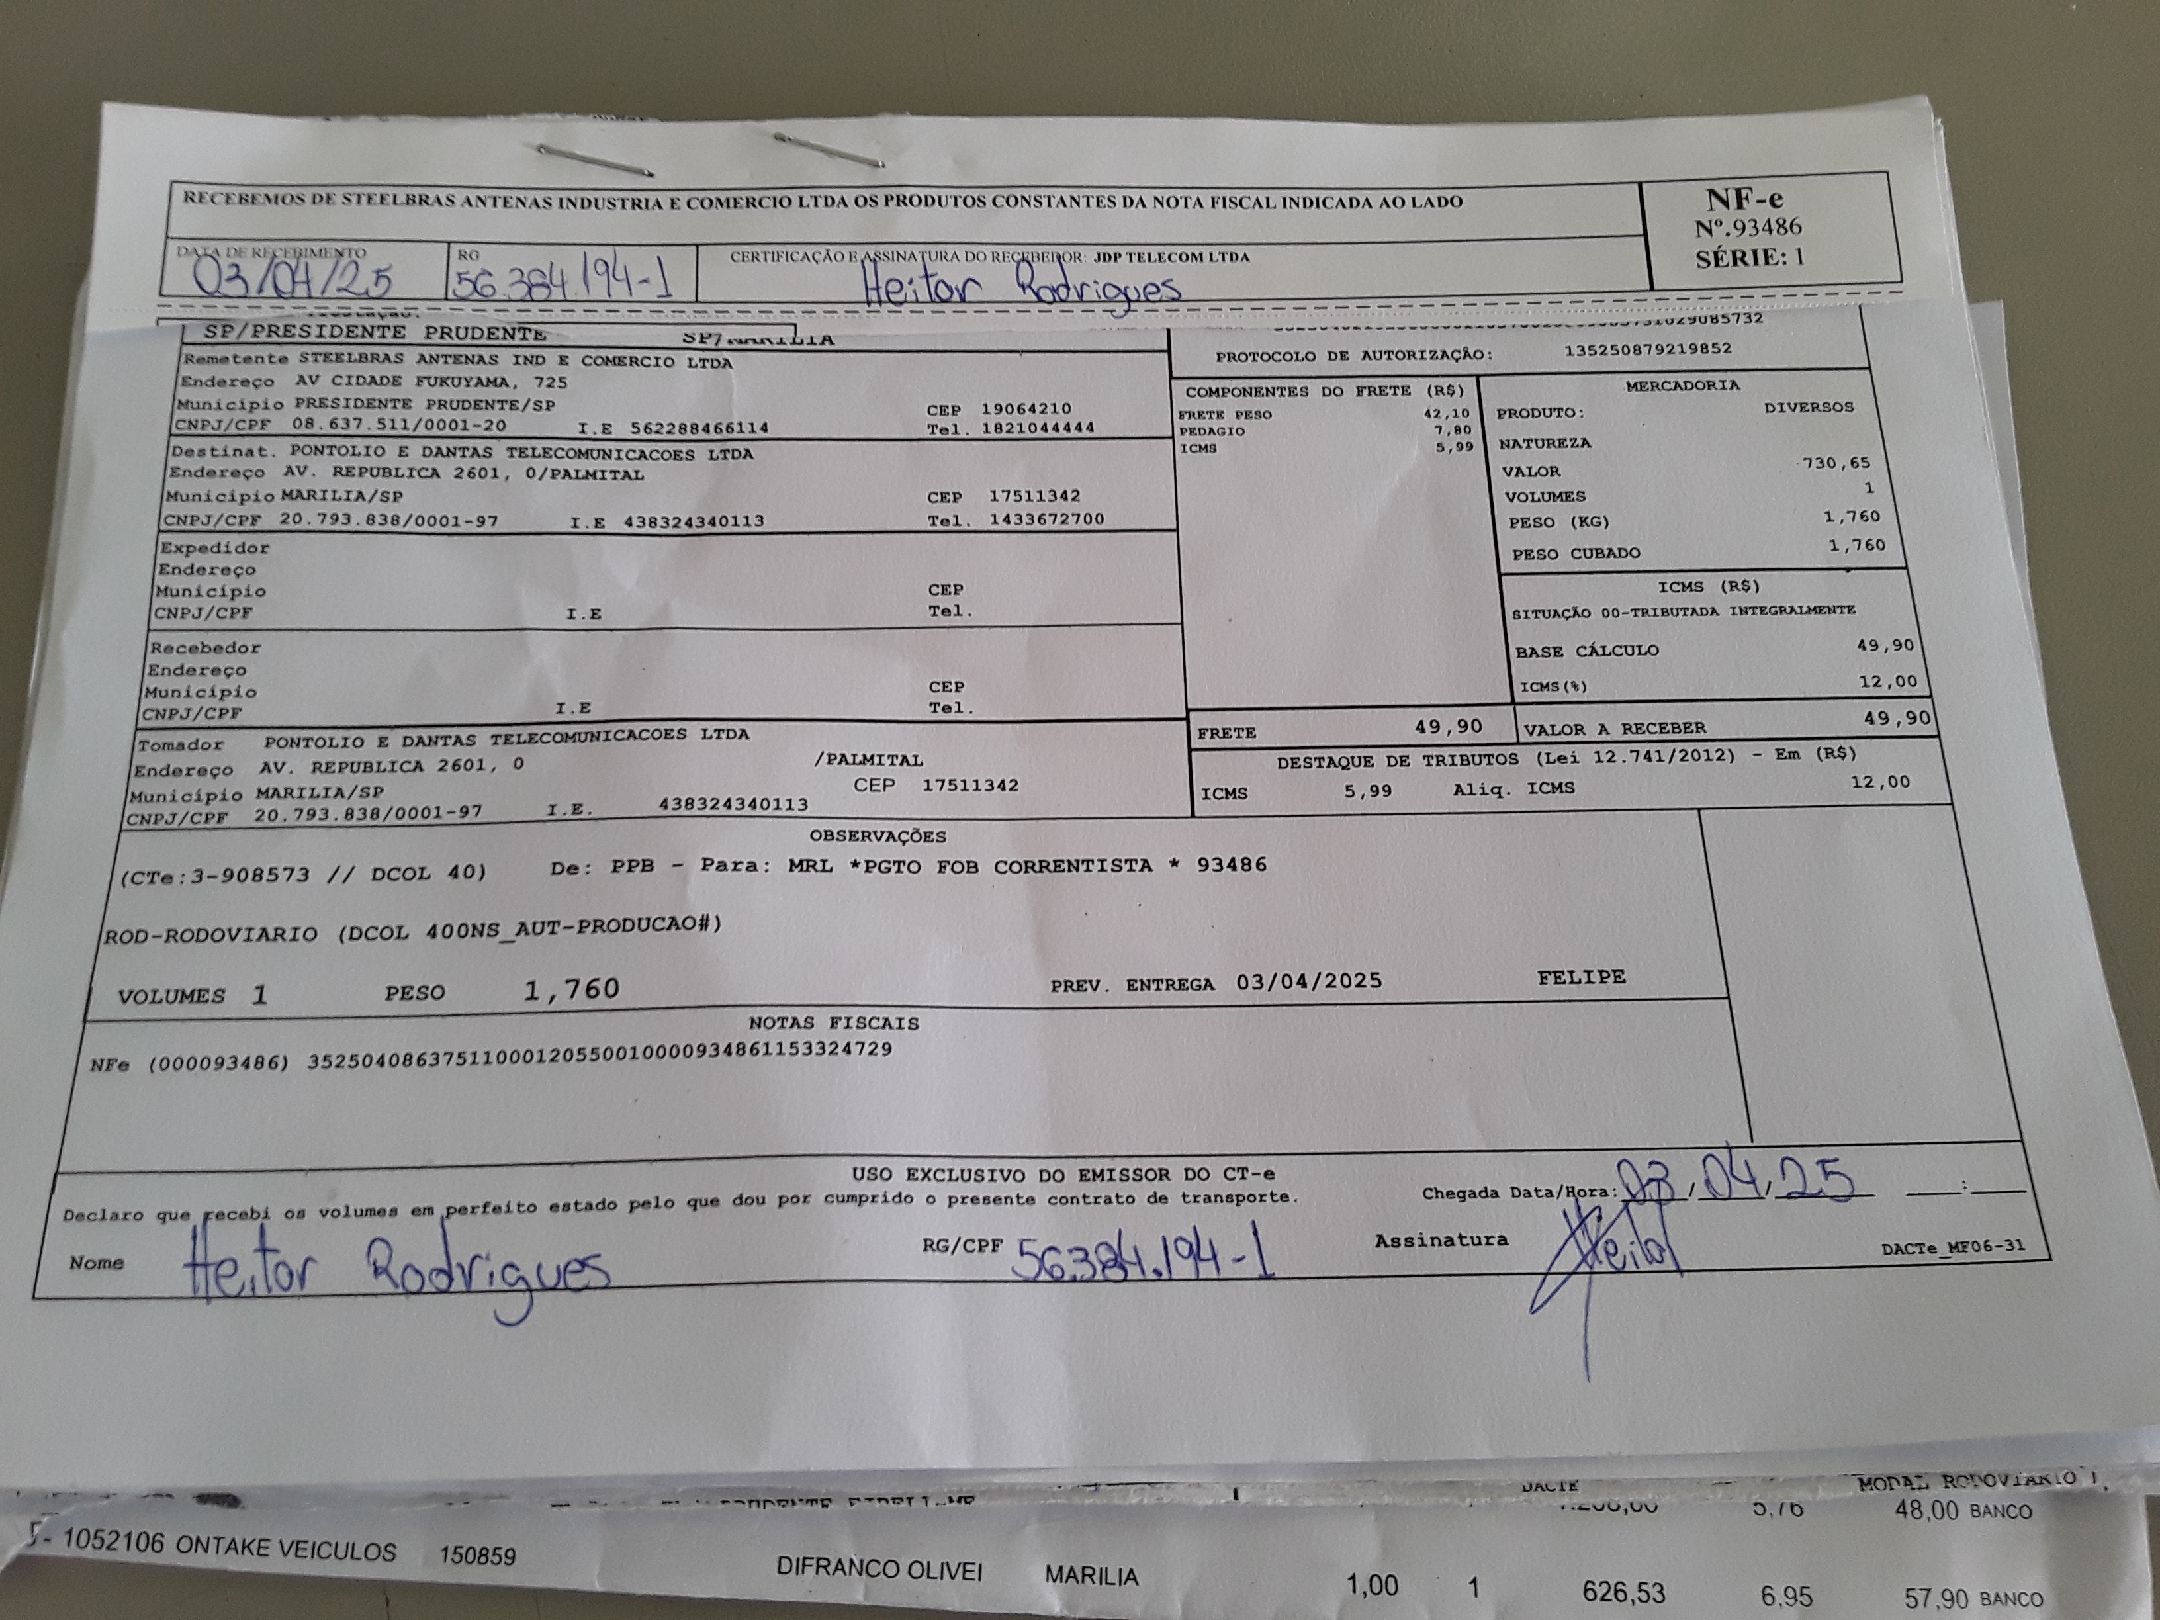 RECEBEMOS DE STEELBRAS ANTENAS INDUSTRIA E COMERCIO LTDA OS PRODUTOS CONSTANTES DA NOTA FISCAL INDICADA AO LADO
NF-e
Nº.93486
SÉRIE: 1
DATA DE RECEBIMENTO
03/04/25
RG
56.384.194-1
CERTIFICAÇÃO E ASSINATURA DO RECEBEDOR: JDP TELECOM LTDA
Heitor Rodrigues
SP/PRESIDENTE PRUDENTE SP/MARILIA
Remetente STEELBRAS ANTENAS IND E COMERCIO LTDA
Endereço AV CIDADE FUKUYAMA, 725
Município PRESIDENTE PRUDENTE/SP CEP 19064210
CNPJ/CPF 08.637.511/0001-20 I.E 562288466114 Tel. 1821044444
Destinat. PONTOLIO E DANTAS TELECOMUNICACOES LTDA
Endereço AV. REPUBLICA 2601, 0/PALMITAL
Município MARILIA/SP CEP 17511342
CNPJ/CPF 20.793.838/0001-97 I.E 438324340113 Tel. 1433672700
Expedidor
Endereço
Município CEP
CNPJ/CPF I.E Tel.
Recebedor
Endereço
Município CEP
CNPJ/CPF I.E Tel.
Tomador PONTOLIO E DANTAS TELECOMUNICACOES LTDA
Endereço AV. REPUBLICA 2601, 0 /PALMITAL
Município MARILIA/SP CEP 17511342
CNPJ/CPF 20.793.838/0001-97 I.E. 438324340113
PROTOCOLO DE AUTORIZAÇÃO: 135250879219852
COMPONENTES DO FRETE (R$)
FRETE PESO 42,10
PEDAGIO 7,80
ICMS 5,99
MERCADORIA
PRODUTO: DIVERSOS
NATUREZA
VALOR 730,65
VOLUMES 1
PESO (KG) 1,760
PESO CUBADO 1,760
ICMS (R$)
SITUAÇÃO 00-TRIBUTADA INTEGRALMENTE
BASE CÁLCULO 49,90
ICMS(%) 12,00
FRETE 49,90 VALOR A RECEBER 49,90
DESTAQUE DE TRIBUTOS (Lei 12.741/2012) - Em (R$)
ICMS 5,99 Aliq. ICMS 12,00
OBSERVAÇÕES
(CTe:3-908573 // DCOL 40) De: PPB - Para: MRL *PGTO FOB CORRENTISTA * 93486
ROD-RODOVIARIO (DCOL 400NS_AUT-PRODUCAO#)
VOLUMES 1 PESO 1,760 PREV. ENTREGA 03/04/2025 FELIPE
NOTAS FISCAIS
NFe (000093486) 35250408637511000120550010000934861153324729
USO EXCLUSIVO DO EMISSOR DO CT-e
Declaro que recebi os volumes em perfeito estado pelo que dou por cumprido o presente contrato de transporte.
Chegada Data/Hora: 03/04/25 __:__
Nome Heitor Rodrigues RG/CPF 56.384.194-1 Assinatura Heitor
DACTe_MF06-31
DACTE MODAL RODOVIARIO
5,76 48,00 BANCO
- 1052106 ONTAKE VEICULOS 150859 DIFRANCO OLIVEI MARILIA 1,00 1 626,53 6,95 57,90 BANCO